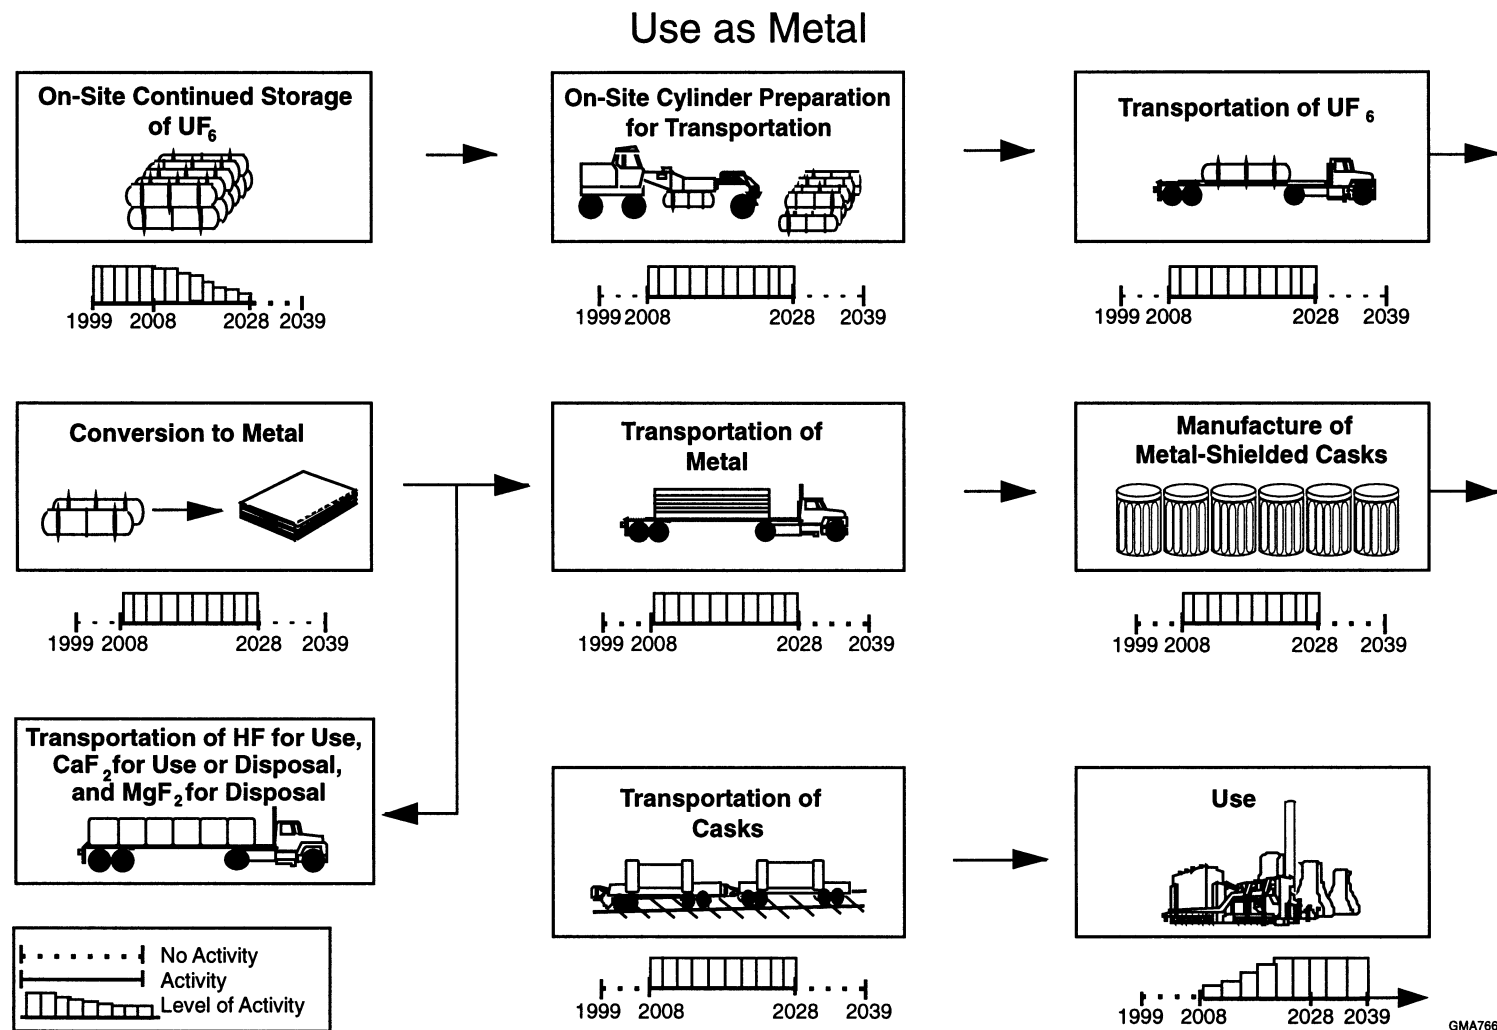 Use as Metal
On-Site Continued Storage
of UF6
1999 2008 2028 2039
On-Site Cylinder Preparation
for Transportation
1999 2008 2028 2039
Transportation of UF6
1999 2008 2028 2039
Conversion to Metal
1999 2008 2028 2039
Transportation of
Metal
1999 2008 2028 2039
Manufacture of
Metal-Shielded Casks
1999 2008 2028 2039
Transportation of HF for Use,
CaF2 for Use or Disposal,
and MgF2 for Disposal
Transportation of
Casks
1999 2008 2028 2039
Use
1999 2008 2028 2039
No Activity
Activity
Level of Activity
GMA766